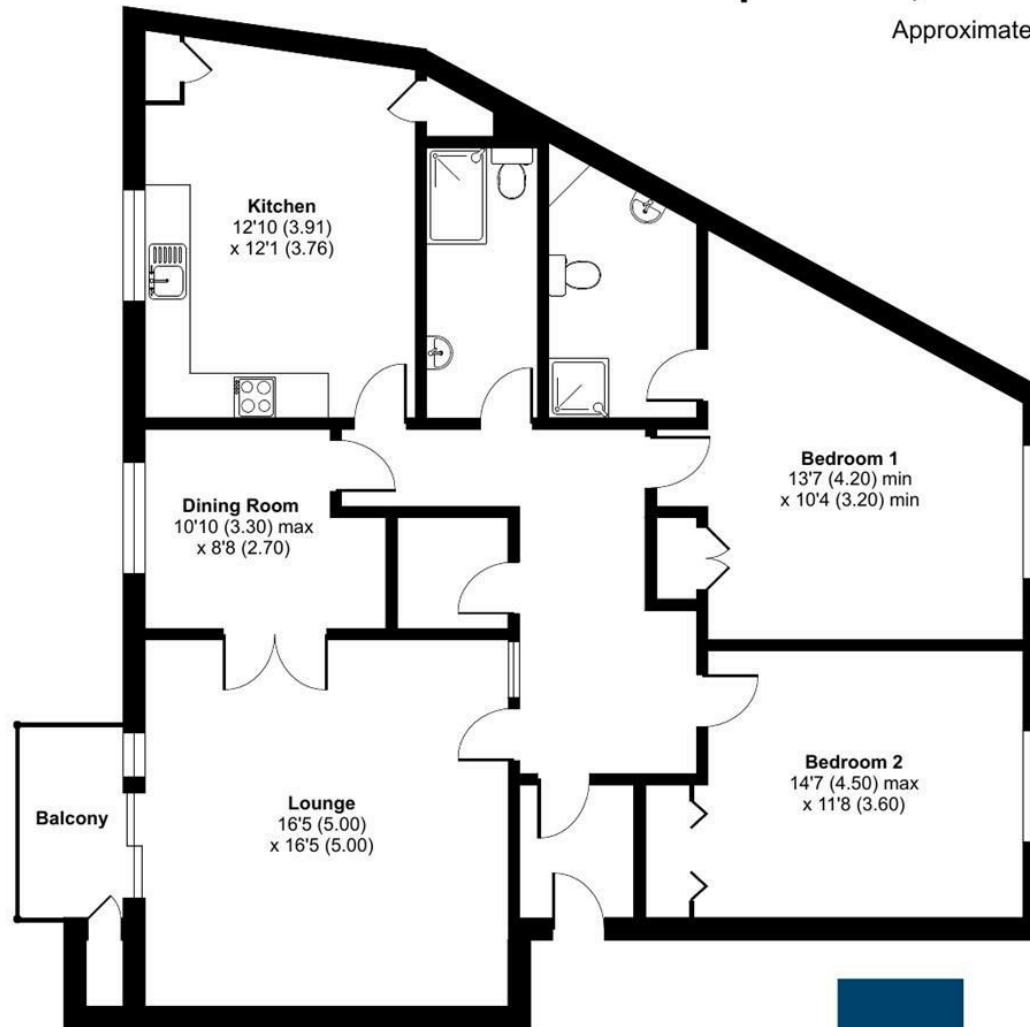 Approximate
Kitchen
12'10 (3.91)
x 12'1 (3.76)
Bedroom 1
13'7 (4.20) min
x 10'4 (3.20) min
Dining Room
10'10 (3.30) max
x 8'8 (2.70)
Bedroom 2
14'7 (4.50) max
x 11'8 (3.60)
Lounge
16'5 (5.00)
x 16'5 (5.00)
Balcony